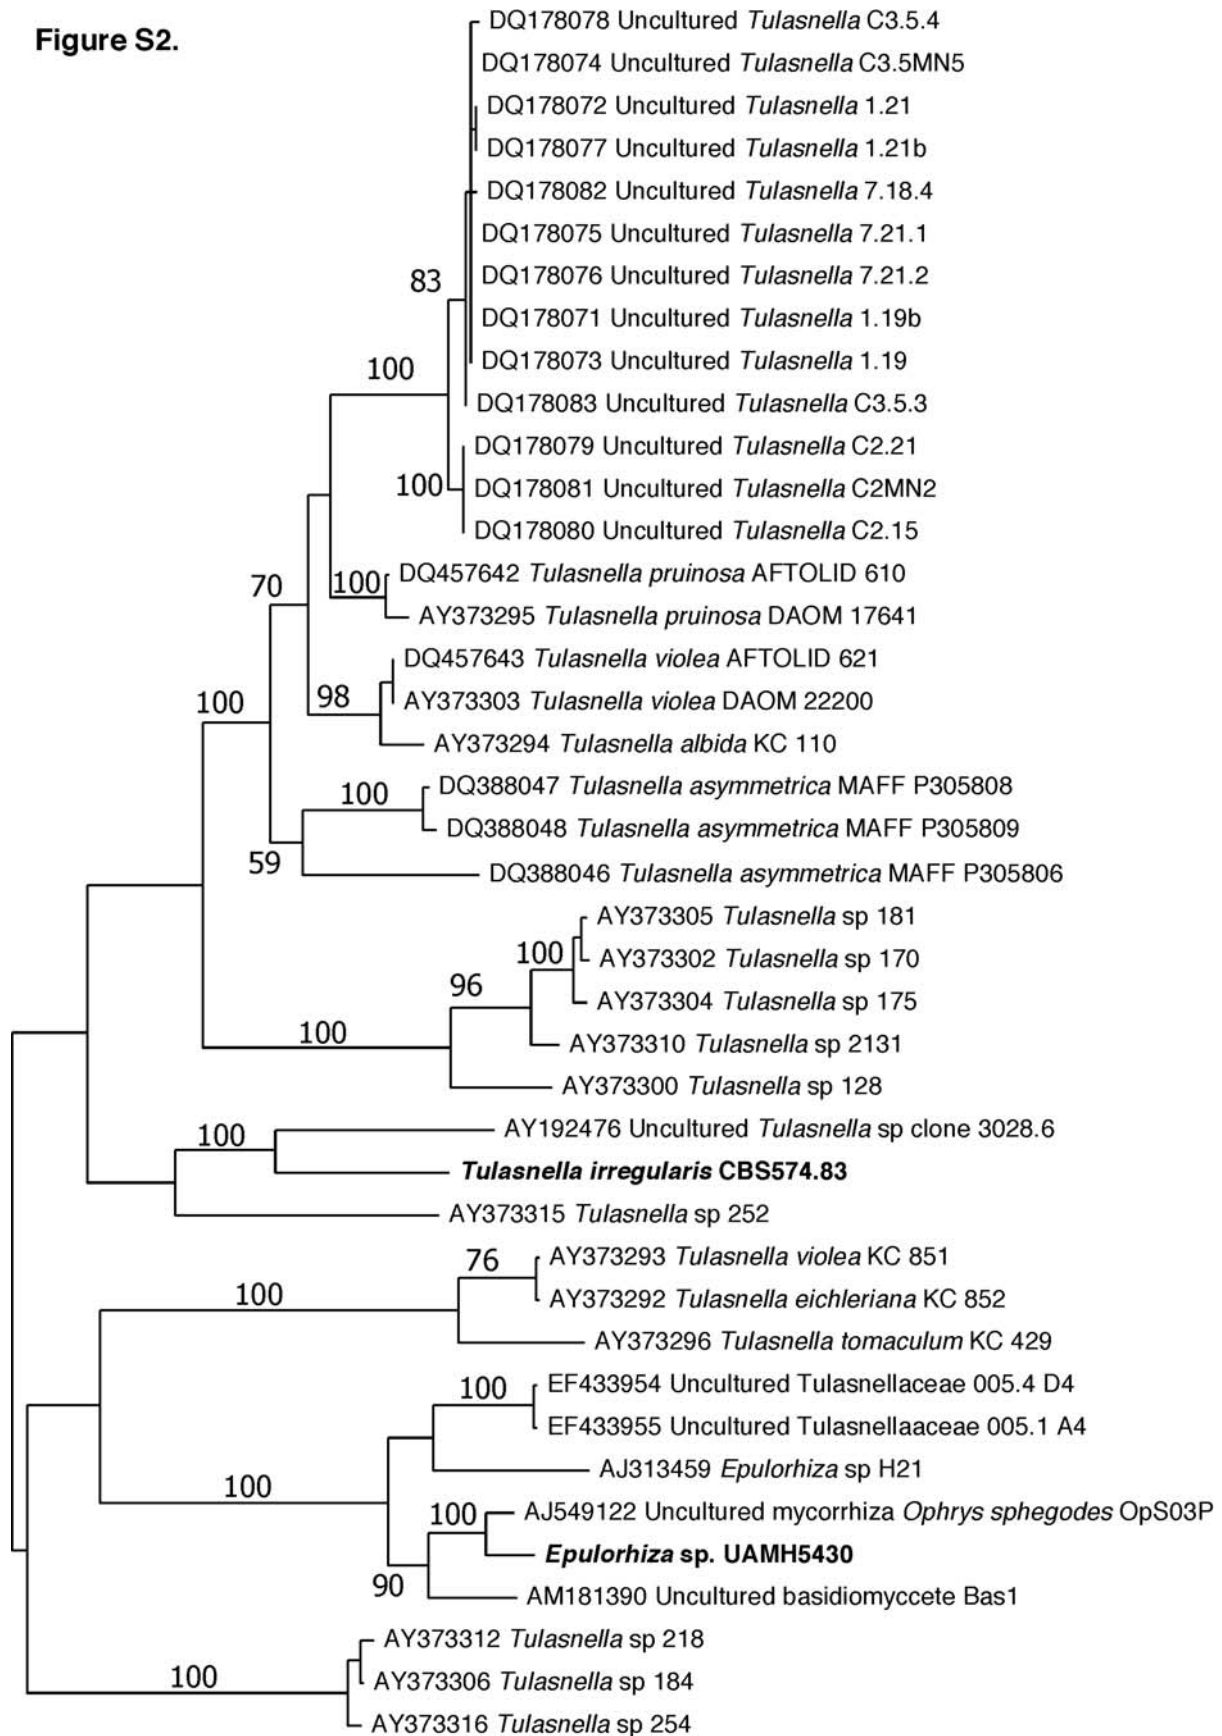 Figure S2.
DQ178078 Uncultured Tulasnella C3.5.4
DQ178074 Uncultured Tulasnella C3.5MN5
DQ178072 Uncultured Tulasnella 1.21
DQ178077 Uncultured Tulasnella 1.21b
DQ178082 Uncultured Tulasnella 7.18.4
DQ178075 Uncultured Tulasnella 7.21.1
DQ178076 Uncultured Tulasnella 7.21.2
83
DQ178071 Uncultured Tulasnella 1.19b
DQ178073 Uncultured Tulasnella 1.19
100
DQ178083 Uncultured Tulasnella C3.5.3
DQ178079 Uncultured Tulasnella C2.21
100
DQ178081 Uncultured Tulasnella C2MN2
DQ178080 Uncultured Tulasnella C2.15
DQ457642 Tulasnella pruinosa AFTOLID 610
70
100
AY373295 Tulasnella pruinosa DAOM 17641
DQ457643 Tulasnella violea AFTOLID 621
100
98
AY373303 Tulasnella violea DAOM 22200
AY373294 Tulasnella albida KC 110
DQ388047 Tulasnella asymmetrica MAFF P305808
100
DQ388048 Tulasnella asymmetrica MAFF P305809
59
DQ388046 Tulasnella asymmetrica MAFF P305806
AY373305 Tulasnella sp 181
100
AY373302 Tulasnella sp 170
96
AY373304 Tulasnella sp 175
100
AY373310 Tulasnella sp 2131
AY373300 Tulasnella sp 128
AY192476 Uncultured Tulasnella sp clone 3028.6
100
Tulasnella irregularis CBS574.83
AY373315 Tulasnella sp 252
AY373293 Tulasnella violea KC 851
76
100
AY373292 Tulasnella eichleriana KC 852
AY373296 Tulasnella tomaculum KC 429
EF433954 Uncultured Tulasnellaceae 005.4 D4
100
EF433955 Uncultured Tulasnellaaceae 005.1 A4
AJ313459 Epulorhiza sp H21
100
AJ549122 Uncultured mycorrhiza Ophrys sphegodes OpS03P
100
Epulorhiza sp. UAMH5430
90
AM181390 Uncultured basidiomyccete Bas1
AY373312 Tulasnella sp 218
100
AY373306 Tulasnella sp 184
AY373316 Tulasnella sp 254